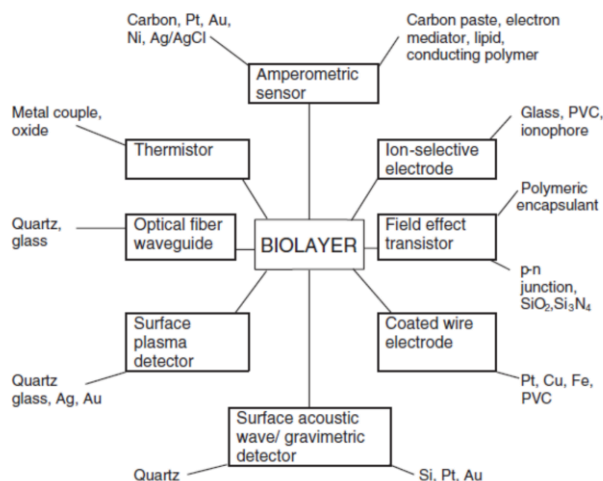 Carbon, Pt, Au,
Ni, Ag/AgCl
Carbon paste, electron
mediator, lipid,
conducting polymer
Amperometric
sensor
Metal couple,
oxide
Thermistor
Ion-selective
electrode
Glass, PVC,
ionophore
Quartz,
glass
Optical fiber
waveguide
BIOLAYER
Field effect
transistor
Polymeric
encapsulant
p-n
junction,
SiO₂,Si₃N₄
Surface
plasma
detector
Coated wire
electrode
Quartz
glass, Ag, Au
Pt, Cu, Fe,
PVC
Surface acoustic
wave/ gravimetric
detector
Quartz
Si, Pt, Au